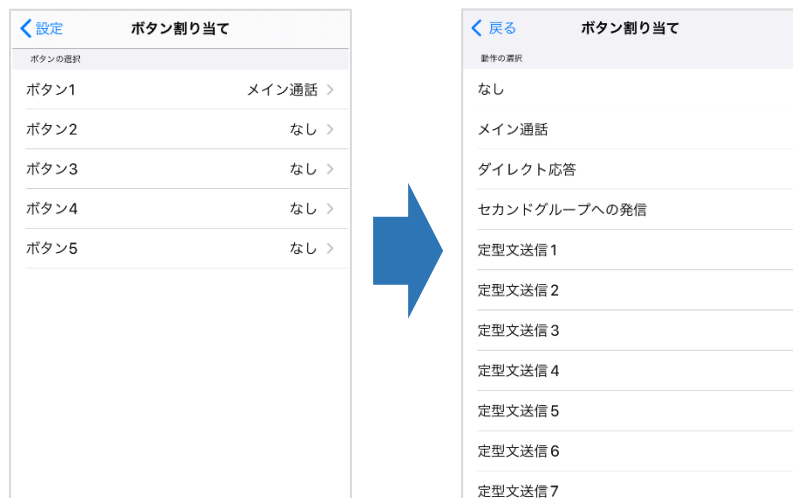 設定 ボタン割り当て
ボタンの選択
ボタン1 メイン通話
ボタン2 なし
ボタン3 なし
ボタン4 なし
ボタン5 なし
戻る ボタン割り当て
動作の選択
なし
メイン通話
ダイレクト応答
セカンドグループへの発信
定型文送信1
定型文送信2
定型文送信3
定型文送信4
定型文送信5
定型文送信6
定型文送信7